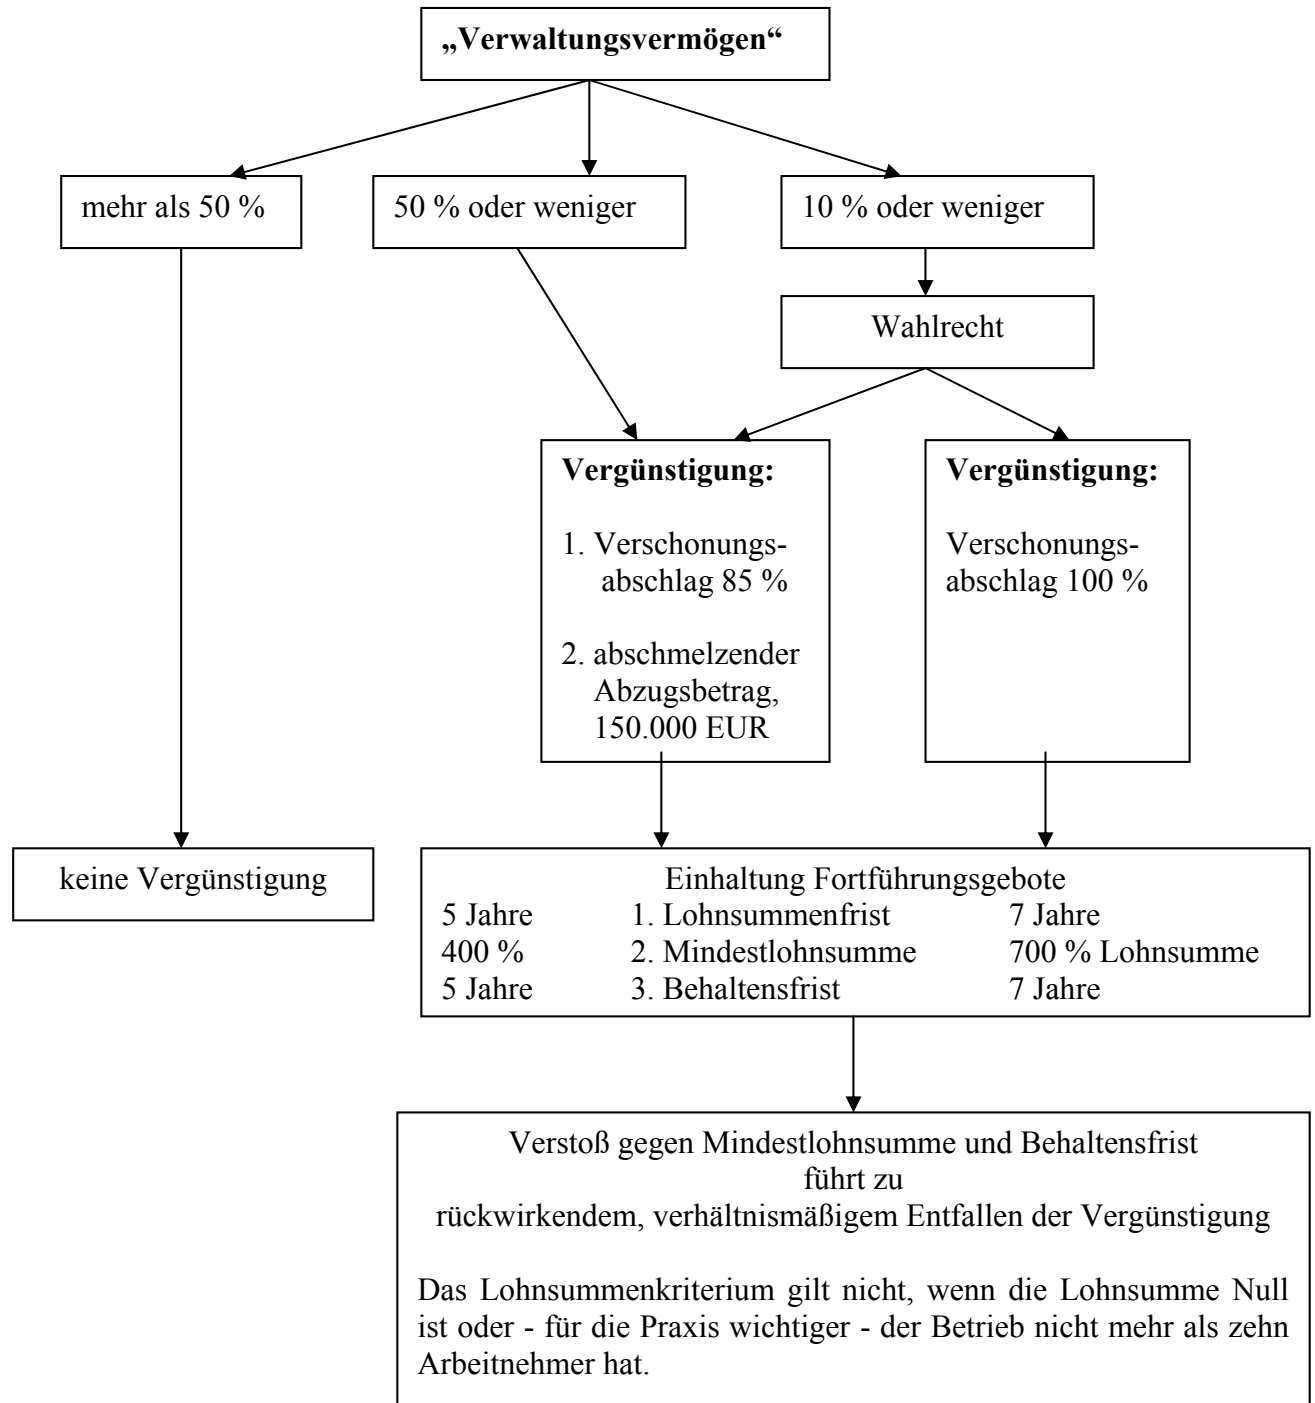 „Verwaltungsvermögen“
mehr als 50 %
50 % oder weniger
10 % oder weniger
Wahlrecht
Vergünstigung:
1. Verschonungs-
abschlag 85 %
2. abschmelzender
Abzugsbetrag,
150.000 EUR
Vergünstigung:
Verschonungs-
abschlag 100 %
keine Vergünstigung
Einhaltung Fortführungsgebote
5 Jahre 1. Lohnsummenfrist 7 Jahre
400 % 2. Mindestlohnsumme 700 % Lohnsumme
5 Jahre 3. Behaltensfrist 7 Jahre
Verstoß gegen Mindestlohnsumme und Behaltensfrist
führt zu
rückwirkendem, verhältnismäßigem Entfallen der Vergünstigung
Das Lohnsummenkriterium gilt nicht, wenn die Lohnsumme Null
ist oder - für die Praxis wichtiger - der Betrieb nicht mehr als zehn
Arbeitnehmer hat.